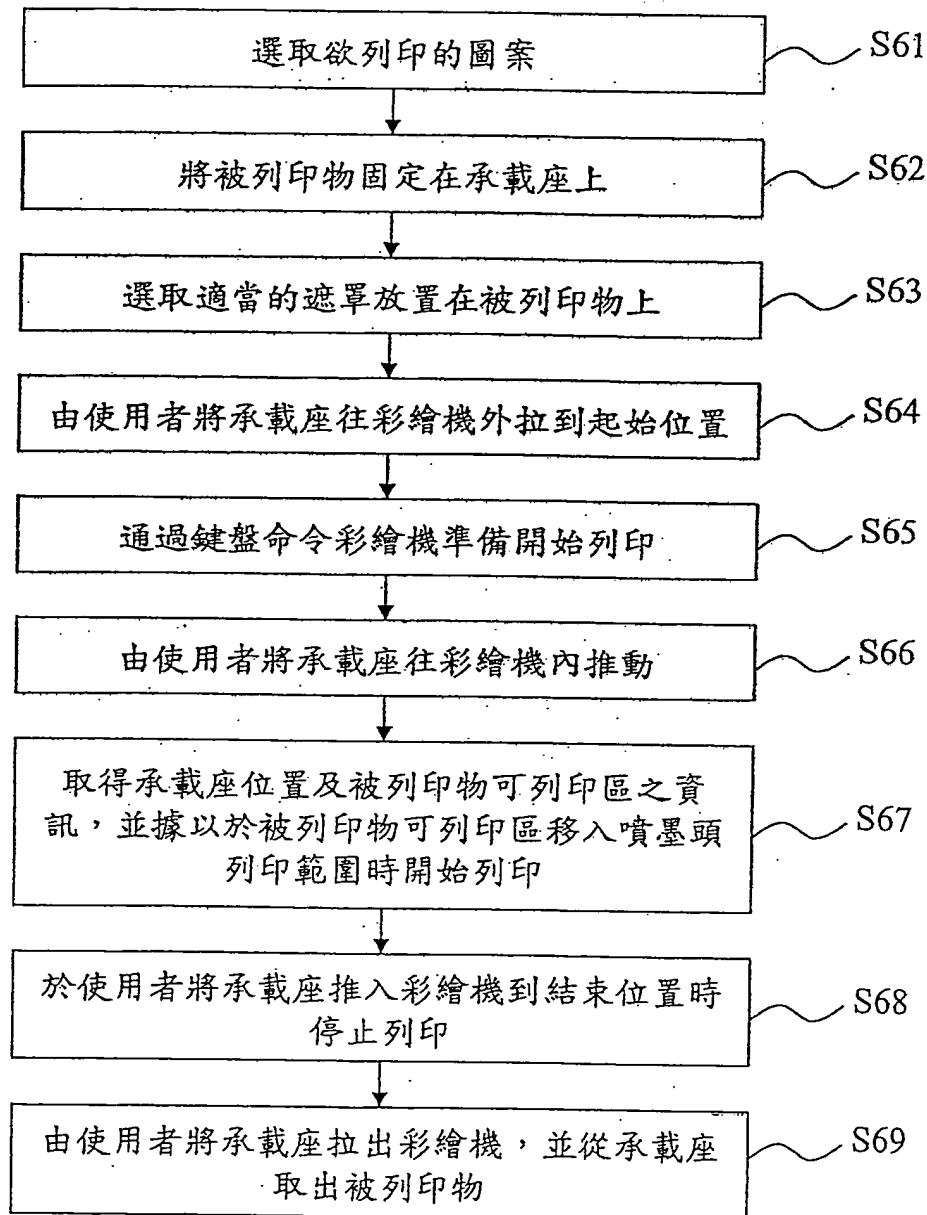 選取欲列印的圖案
S61
將被列印物固定在承載座上
S62
選取適當的遮罩放置在被列印物上
S63
由使用者將承載座往彩繪機外拉到起始位置
S64
通過鍵盤命令彩繪機準備開始列印
S65
由使用者將承載座往彩繪機內推動
S66
取得承載座位置及被列印物可列印區之資
訊，並據以於被列印物可列印區移入噴墨頭
列印範圍時開始列印
S67
於使用者將承載座推入彩繪機到結束位置時
停止列印
S68
由使用者將承載座拉出彩繪機，並從承載座
取出被列印物
S69